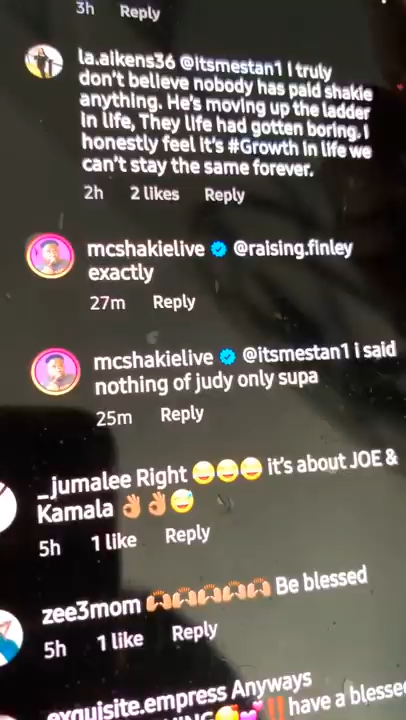 3h Reply
la.aikens36 @itsmestan1 I truly
don't believe nobody has paid shakie
anything. He's moving up the ladder
in life, They life had gotten boring. I
honestly feel it's #Growth in life we
can't stay the same forever.
2h 2 likes Reply
mcshakielive @raising.finley
exactly
27m Reply
mcshakielive @itsmestan1 i said
nothing of judy only supa
25m Reply
_jumalee Right 😂😂😂 it's about JOE &
Kamala 👌🏾👌🏾😅
5h 1 like Reply
zee3mom 🙌🏾🙌🏾🙌🏾🙌🏾🙌🏾 Be blessed
5h 1 like Reply
exquisite.empress Anyways
🥰💕‼️have a blessed